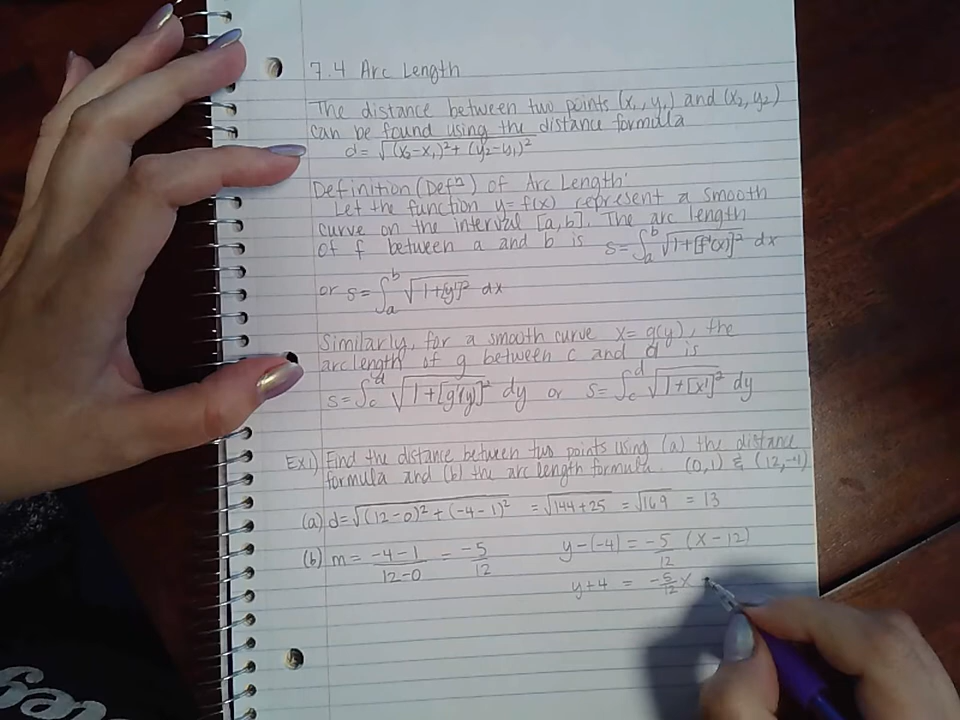 7.4 Arc Length
The distance between two points (x₁, y₁) and (x₂, y₂)
can be found using the distance formula
d = √(x₂-x₁)² + (y₂-y₁)²
Definition (Defⁿ) of Arc Length:
Let the function y = f(x) represent a smooth
curve on the interval [a, b]. The arc length
of f between a and b is s = ∫ₐᵇ √1+[f'(x)]² dx
or s = ∫ₐᵇ √1+[y']² dx
Similarly, for a smooth curve x = g(y), the
arc length of g between c and d is
s = ∫_c^d √1+[g'(y)]² dy or s = ∫_c^d √1+[x']² dy
Ex1) Find the distance between two points using (a) the distance
formula and (b) the arc length formula. (0,1) & (12,-4)
(a) d = √(12-0)² + (-4-1)² = √144+25 = √169 = 13
(b) m = (-4-1)/(12-0) = -5/12 y-(-4) = -5/12 (x-12)
y+4 = -5/12 x